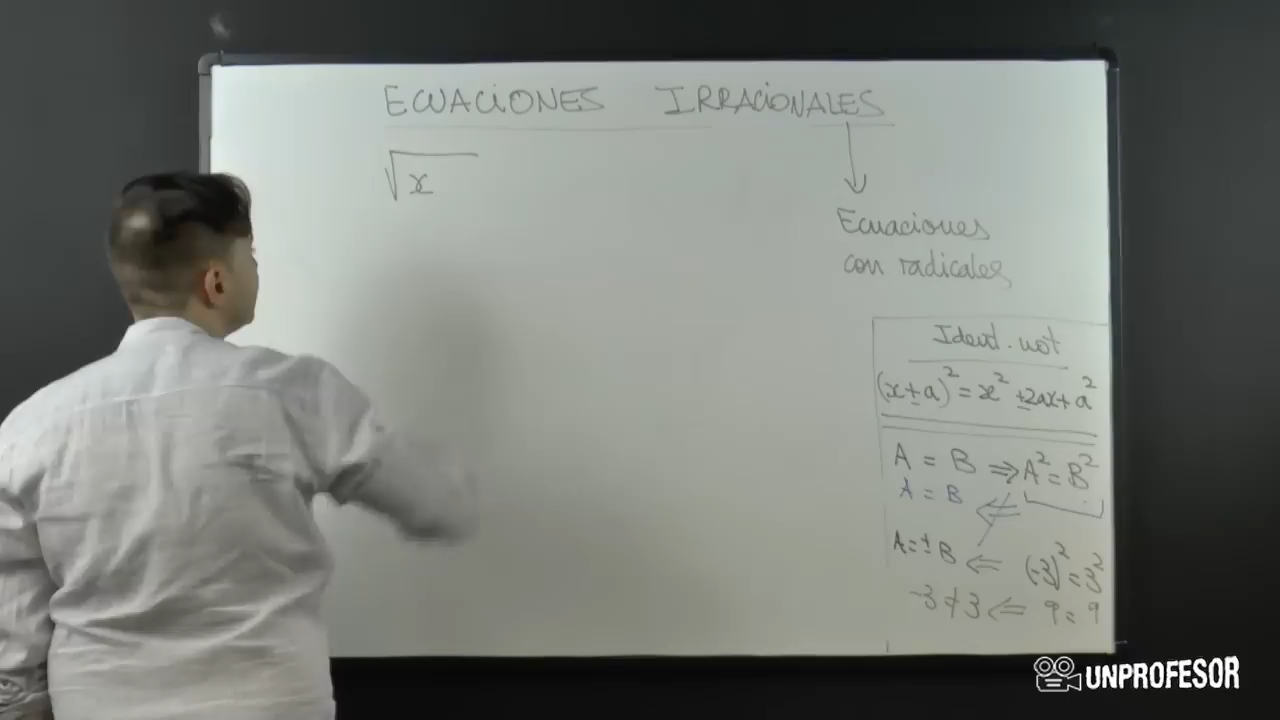 ECUACIONES IRRACIONALES
√x
Ecuaciones
con radicales
Ident. not
(x±a)² = x² ±2ax+a²
A = B ⇒ A² = B²
A = B ⇐
A = ± B ⇐ (-3)² = 3²
-3 ≠ 3 ⇐ 9 = 9
UNPROFESOR